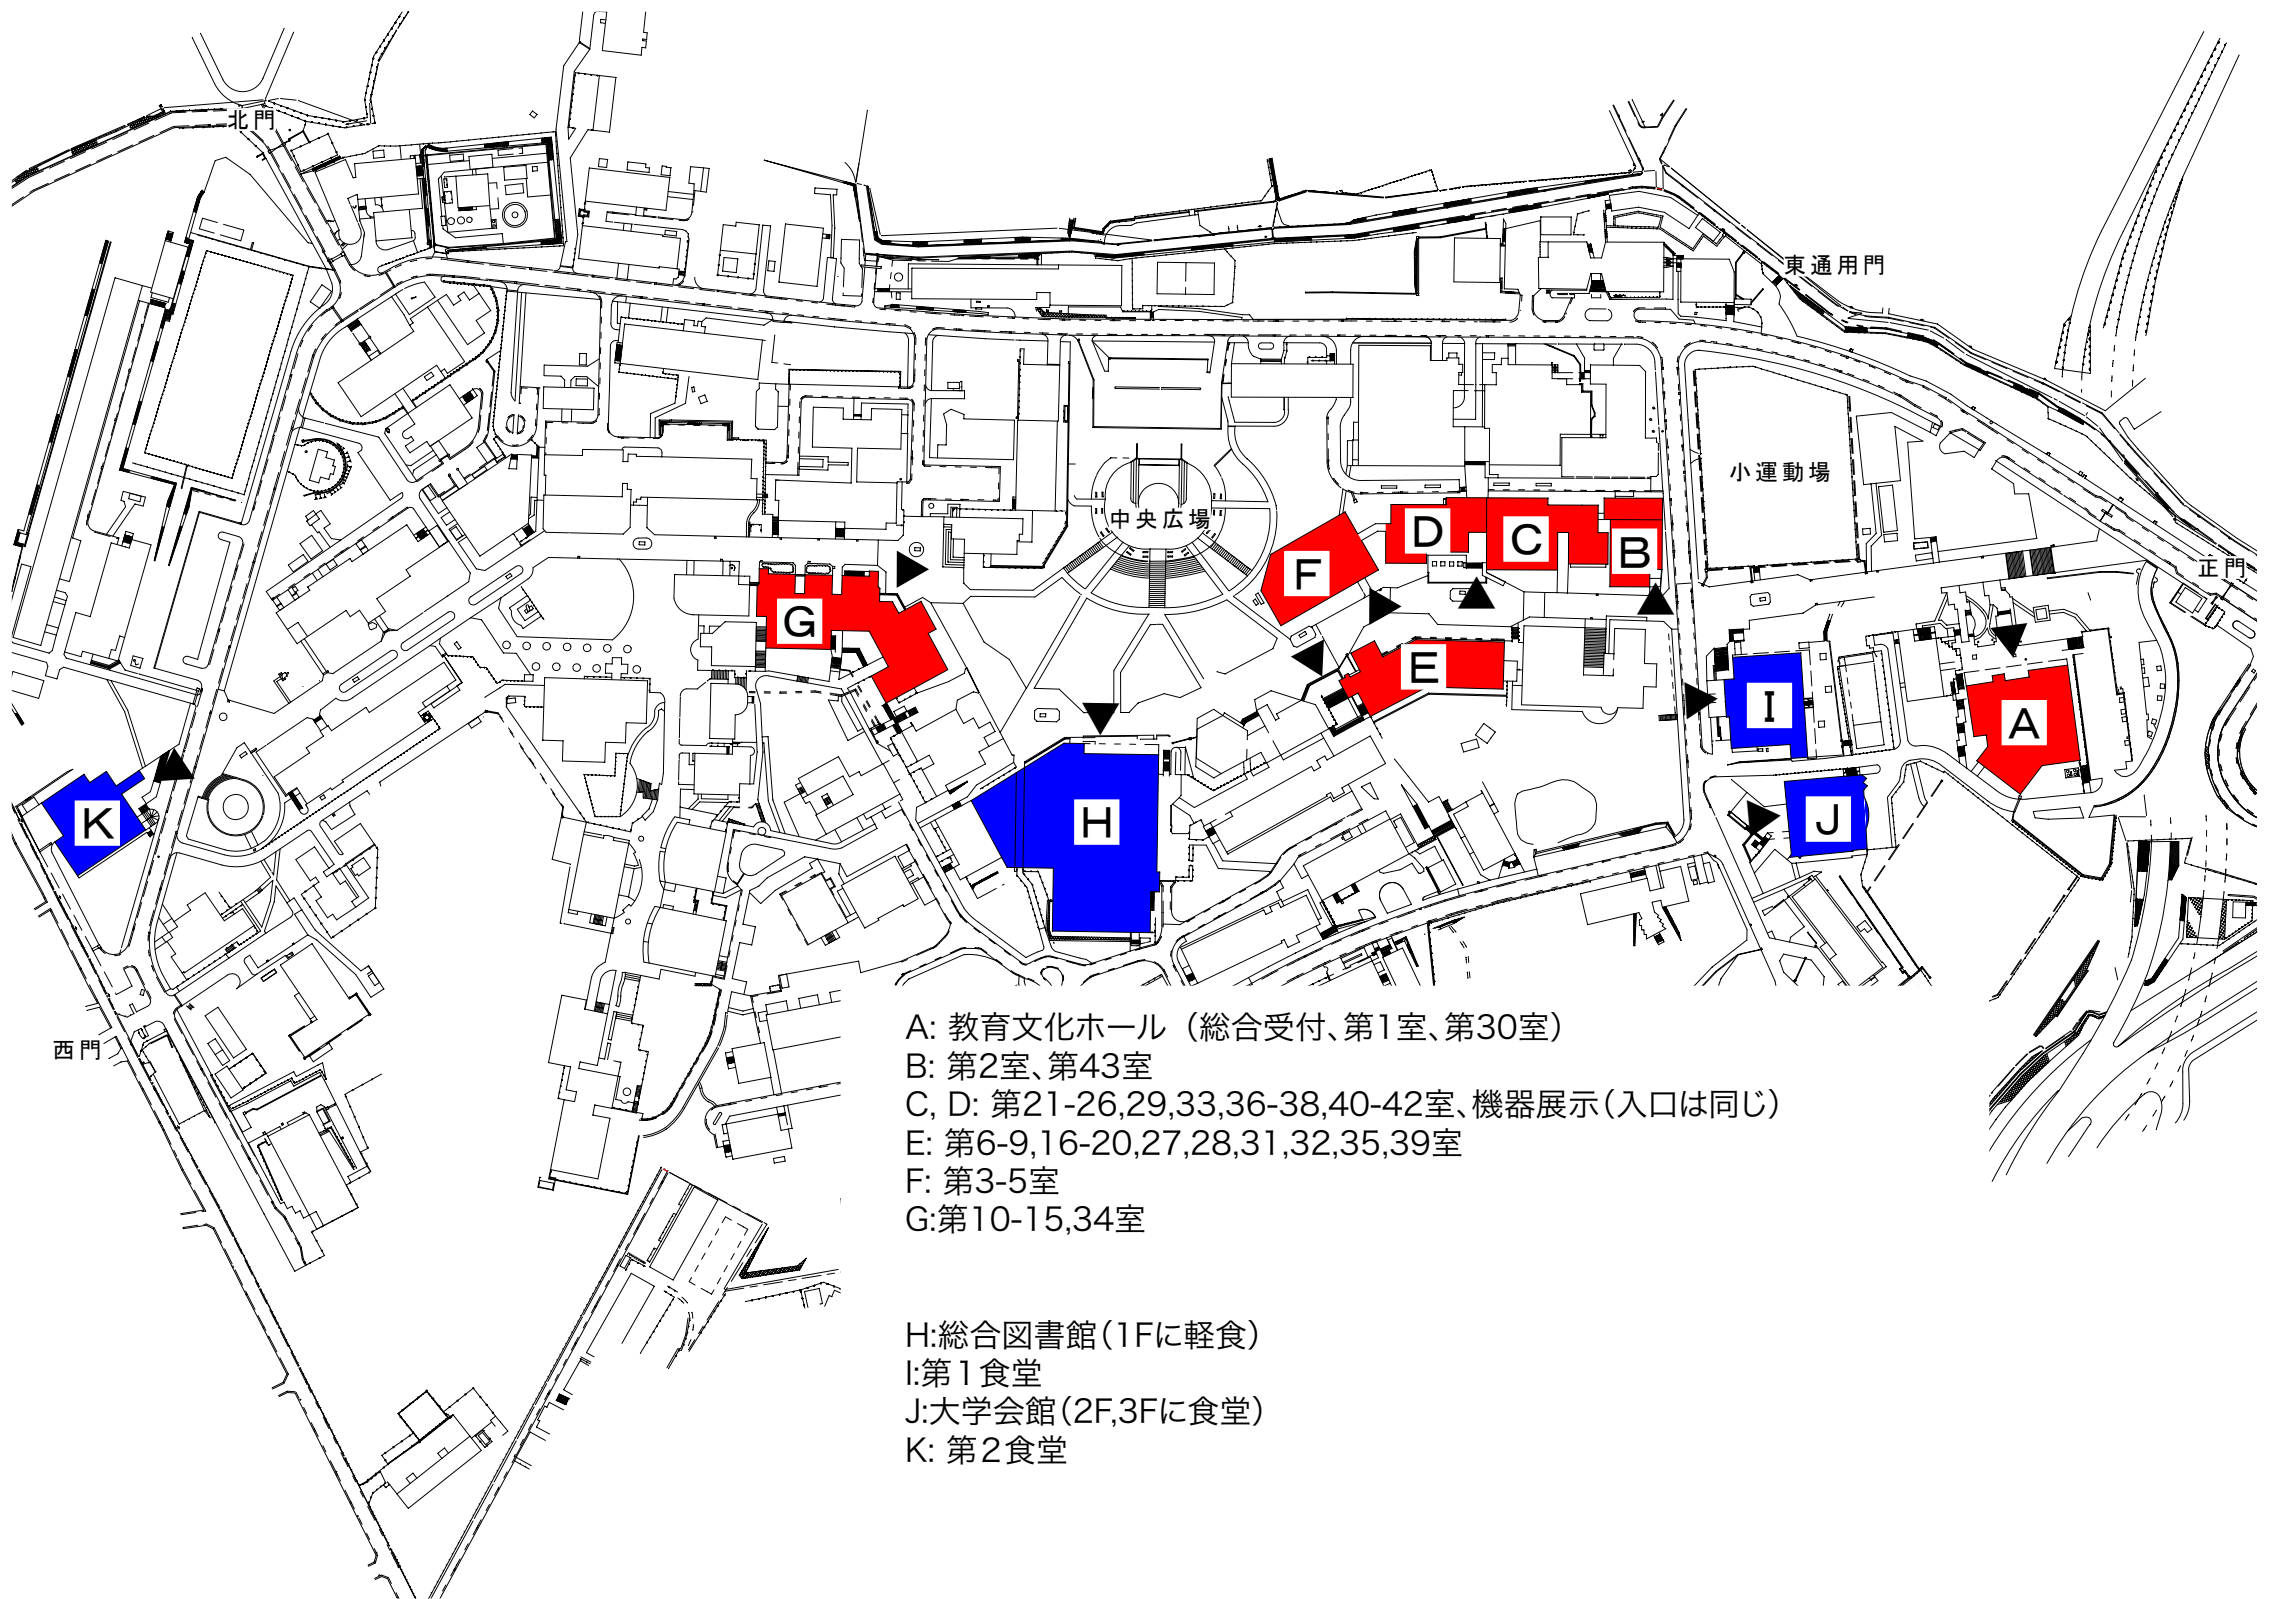 北門
東通用門
小運動場
中央広場
正門
D
C
B
F
G
E
I
A
K
H
J
西門
A: 教育文化ホール（総合受付、第1室、第30室）
B: 第2室、第43室
C, D: 第21-26,29,33,36-38,40-42室、機器展示（入口は同じ）
E: 第6-9,16-20,27,28,31,32,35,39室
F: 第3-5室
G:第10-15,34室
H:総合図書館（1Fに軽食）
I:第１食堂
J:大学会館（2F,3Fに食堂）
K: 第２食堂